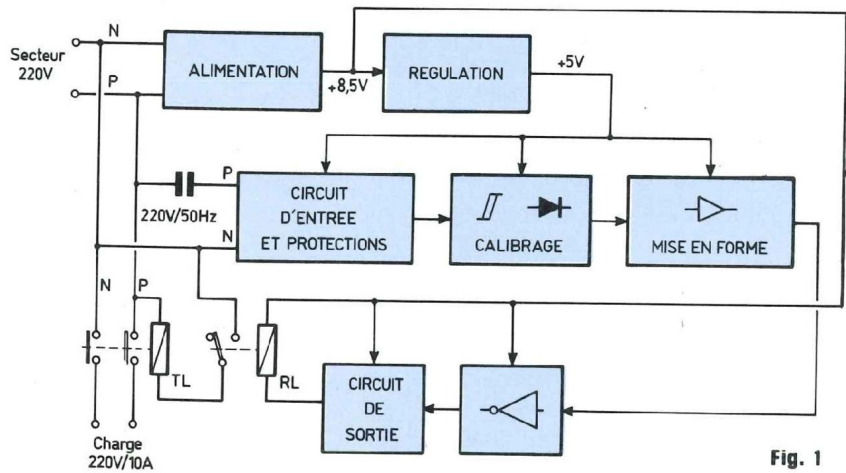 N
Secteur
220V
P
ALIMENTATION
+8,5V
REGULATION
+5V
P
220V/50Hz
N
CIRCUIT
D'ENTREE
ET PROTECTIONS
CALIBRAGE
MISE EN FORME
N
P
TL
RL
CIRCUIT
DE
SORTIE
Charge
220V/10A
Fig. 1